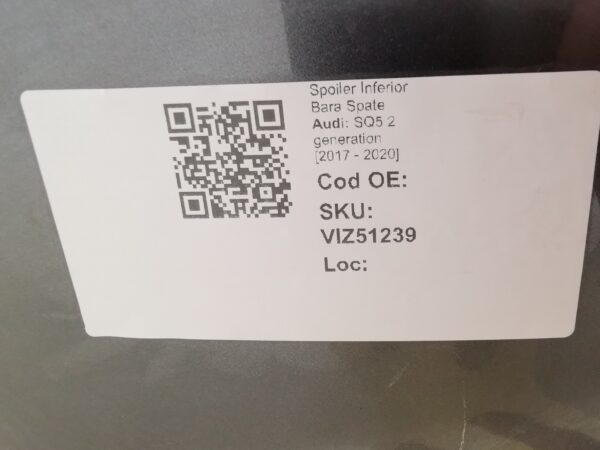 Spoiler Inferior
Bara Spate
Audi: SQ5 2
generation
[2017 - 2020]
Cod OE:
SKU:
VIZ51239
Loc: